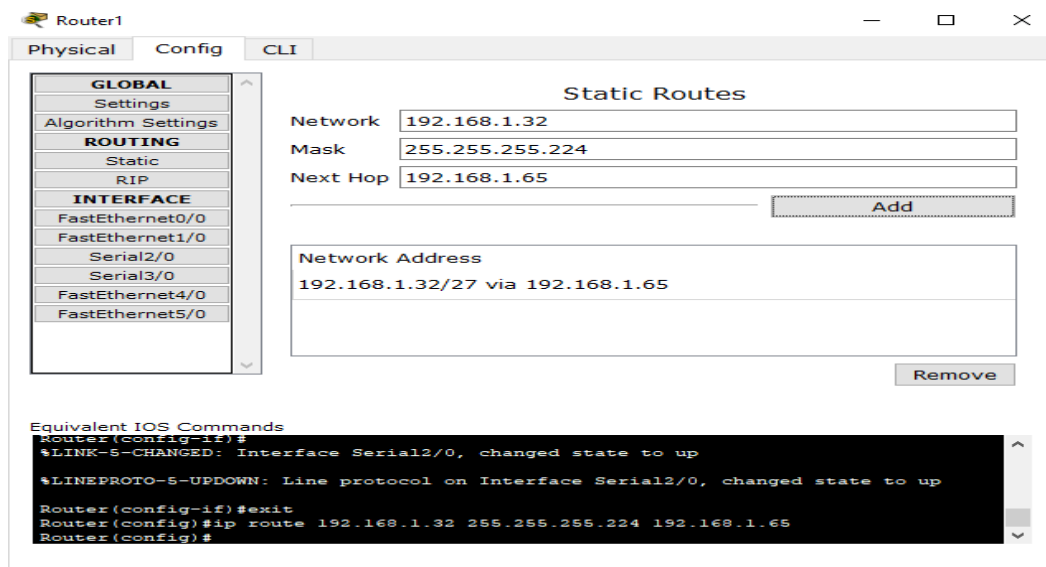 Router1
Physical Config CLI
GLOBAL
Settings
Algorithm Settings
ROUTING
Static
RIP
INTERFACE
FastEthernet0/0
FastEthernet1/0
Serial2/0
Serial3/0
FastEthernet4/0
FastEthernet5/0
Static Routes
Network 192.168.1.32
Mask 255.255.255.224
Next Hop 192.168.1.65
Add
Network Address
192.168.1.32/27 via 192.168.1.65
Remove
Equivalent IOS Commands
Router(config-if)#
%LINK-5-CHANGED: Interface Serial2/0, changed state to up
%LINEPROTO-5-UPDOWN: Line protocol on Interface Serial2/0, changed state to up
Router(config-if)#exit
Router(config)#ip route 192.168.1.32 255.255.255.224 192.168.1.65
Router(config)#